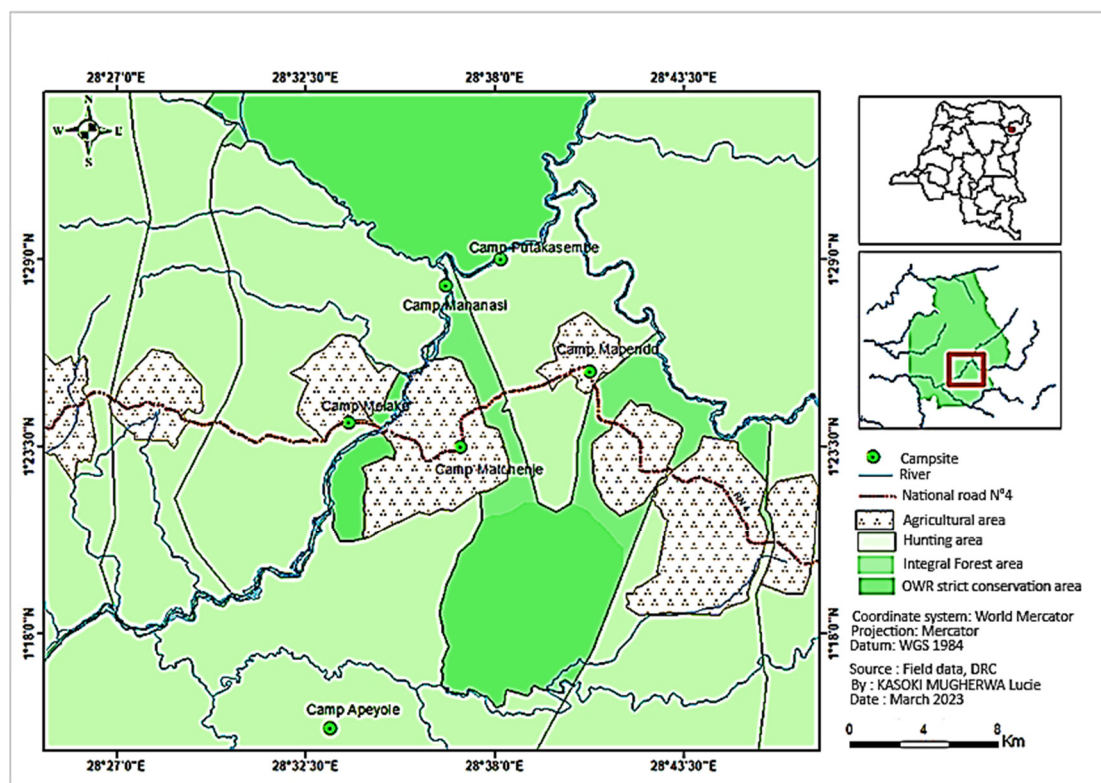 28°27'0"E 28°32'30"E 28°38'0"E 28°43'30"E
N
W E
S
1°29'0"N 1°29'0"N
Camp Putakasembe
Camp Mananasi
Camp Mapendo
Camp Molako
1°23'30"N 1°23'30"N
Camp Matchenje
RN 4
1°18'0"N 1°18'0"N
Camp Apeyole
28°27'0"E 28°32'30"E 28°38'0"E 28°43'30"E
Campsite
River
National road N°4
Agricultural area
Hunting area
Integral Forest area
OWR strict conservation area
Coordinate system: World Mercator
Projection: Mercator
Datum: WGS 1984
Source : Field data, DRC
By : KASOKI MUGHERWA Lucie
Date : March 2023
0 4 8
Km